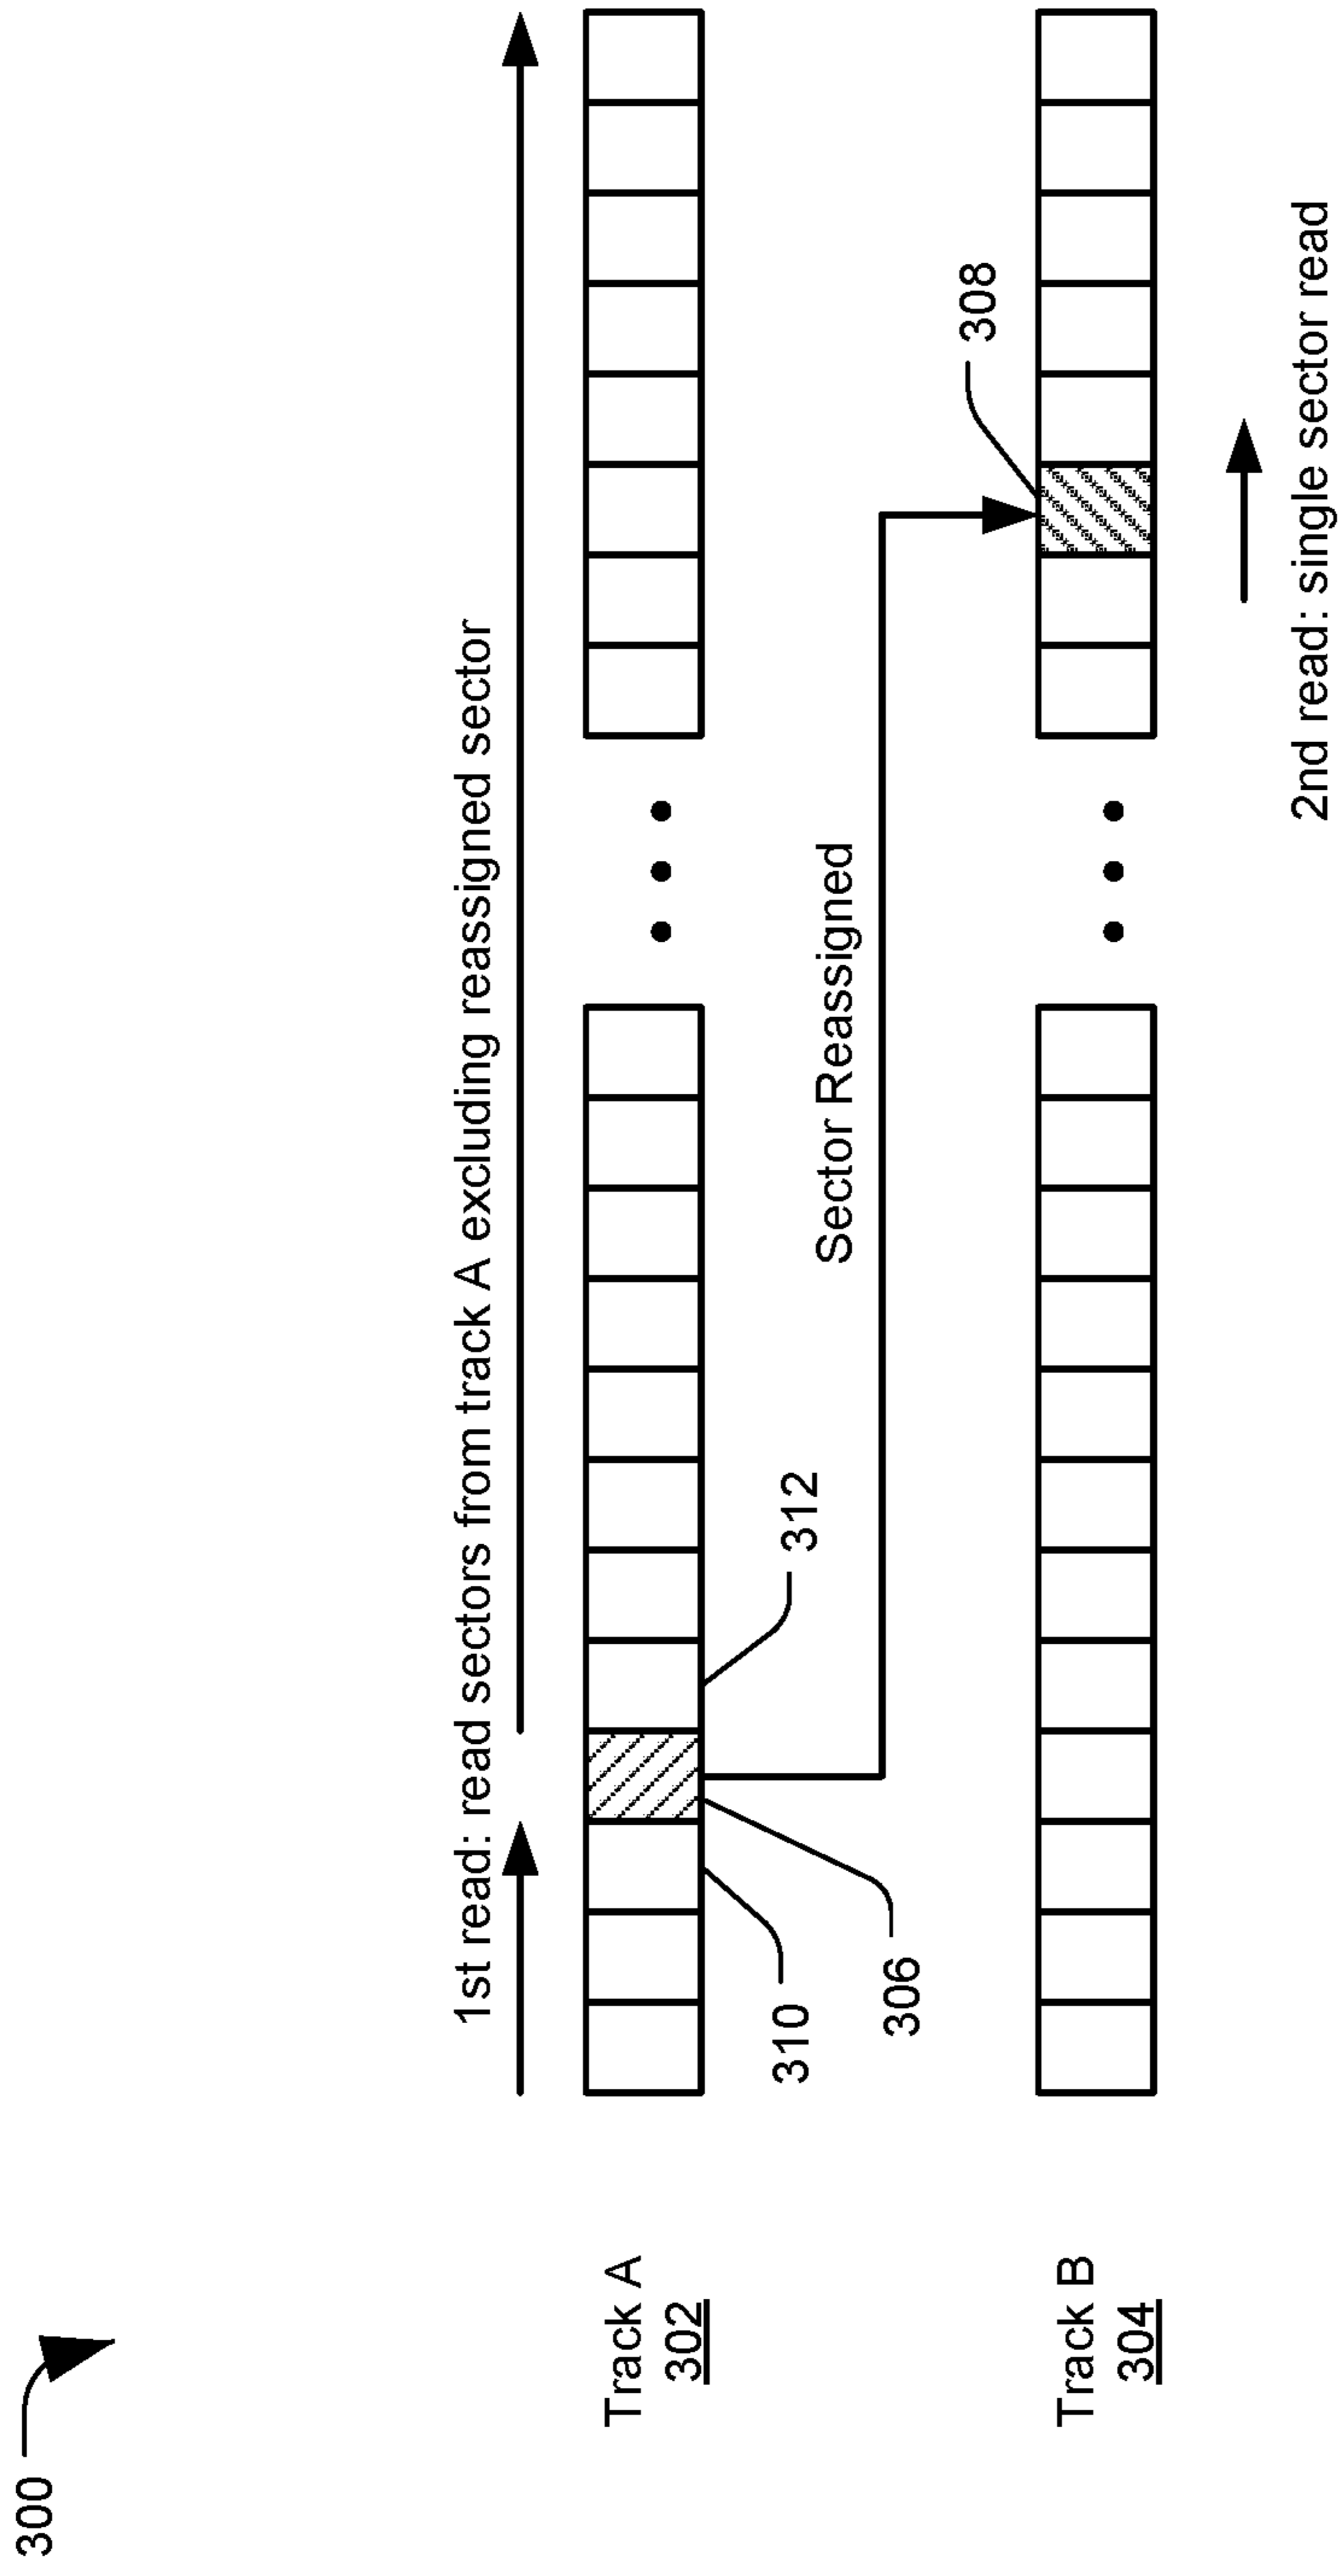 300
1st read: read sectors from track A excluding reassigned sector
Track A
302
310
312
306
Sector Reassigned
308
Track B
304
2nd read: single sector read